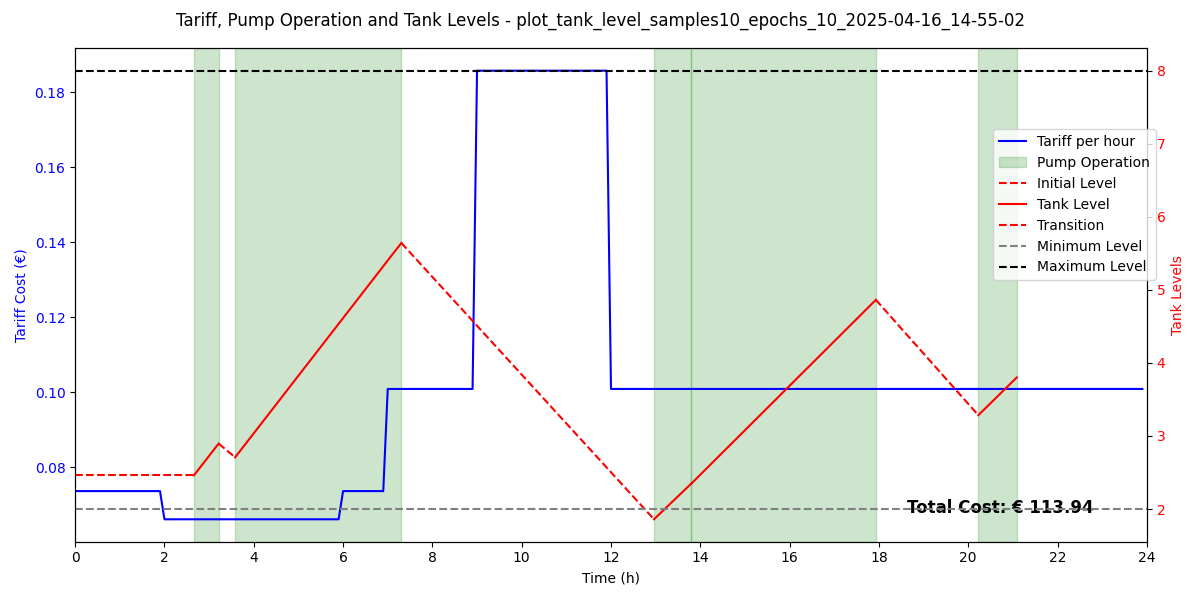 Tariff, Pump Operation and Tank Levels - plot_tank_level_samples10_epochs_10_2025-04-16_14-55-02
0.18
0.16
0.14
0.12
0.10
0.08
Tariff Cost (€)
8
7
6
5
4
3
2
Tank Levels
Tariff per hour
Pump Operation
Initial Level
Tank Level
Transition
Minimum Level
Maximum Level
Total Cost: € 113.94
0 2 4 6 8 10 12 14 16 18 20 22 24
Time (h)